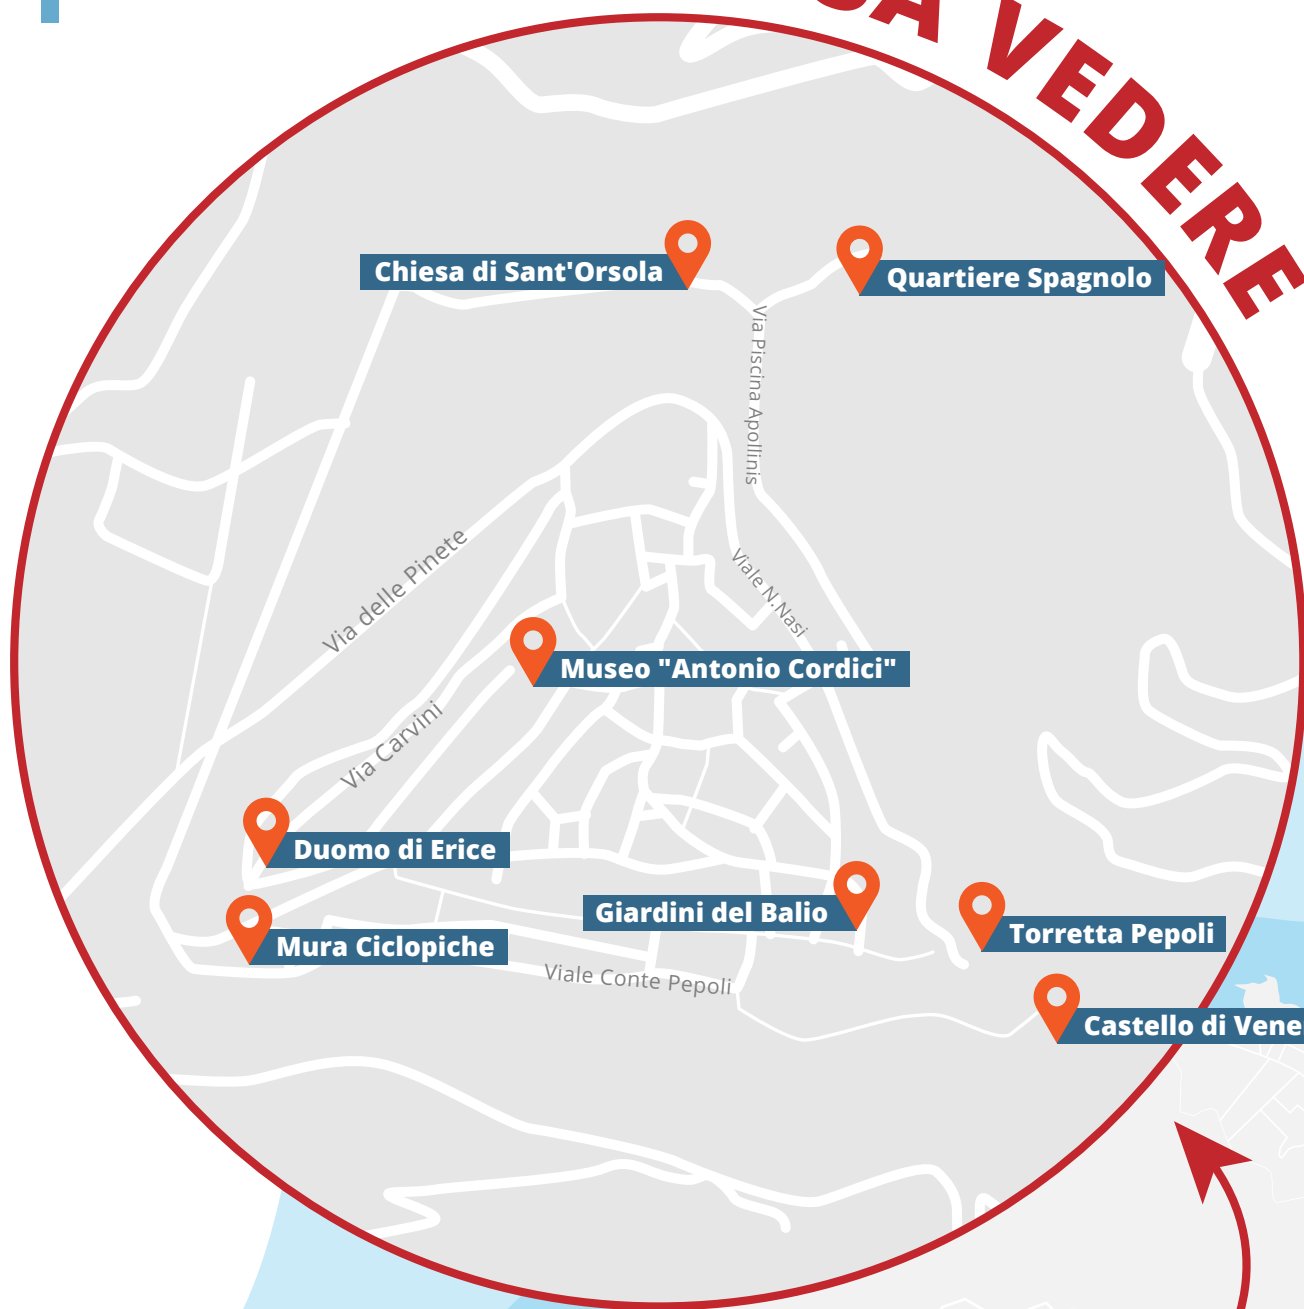 VEDERE
Chiesa di Sant'Orsola
Quartiere Spagnolo
Via Piscina Apollinis
Via delle Pinete
Viale N.Nasi
Museo "Antonio Cordici"
Via Carvini
Duomo di Erice
Giardini del Balio
Torretta Pepoli
Mura Ciclopiche
Viale Conte Pepoli
Castello di